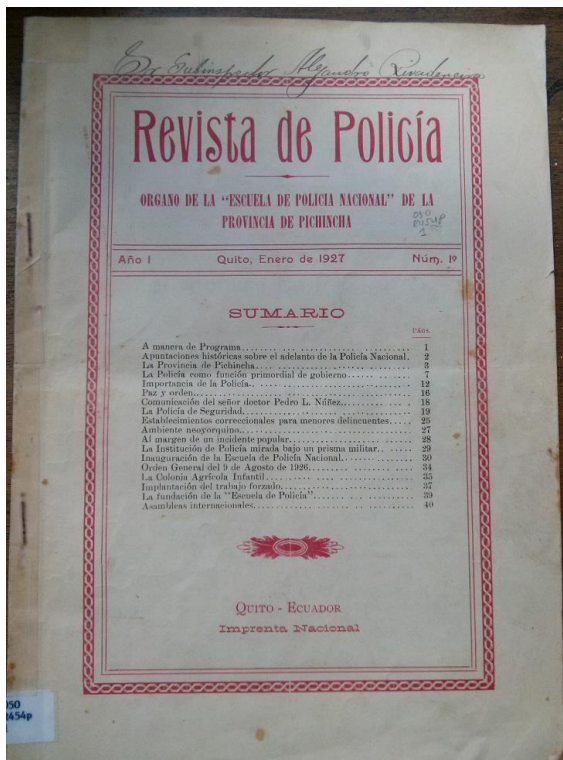 Sr Subinspector Alejandro Rivadeneira
Revista de Policía
ORGANO DE LA “ESCUELA DE POLICIA NACIONAL” DE LA
PROVINCIA DE PICHINCHA
Año I Quito, Enero de 1927 Núm. 1º
SUMARIO
PÁGS.
A manera de Programa 1
Apuntaciones históricas sobre el adelanto de la Policía Nacional. 2
La Provincia de Pichincha 3
La Policía como función primordial de gobierno 7
Importancia de la Policía 12
Paz y orden 16
Comunicación del señor doctor Pedro L. Núñez 18
La Policía de Seguridad 19
Establecimientos correccionales para menores delincuentes 25
Ambiente neoyorquino 27
Al margen de un incidente popular 28
La Institución de Policía mirada bajo un prisma militar 29
Inauguración de la Escuela de Policía Nacional 30
Orden General del 9 de Agosto de 1926 34
La Colonia Agrícola Infantil 35
Implantación del trabajo forzado 37
La fundación de la “Escuela de Policía” 39
Asambleas internacionales 40
QUITO - ECUADOR
Imprenta Nacional
050
2454p